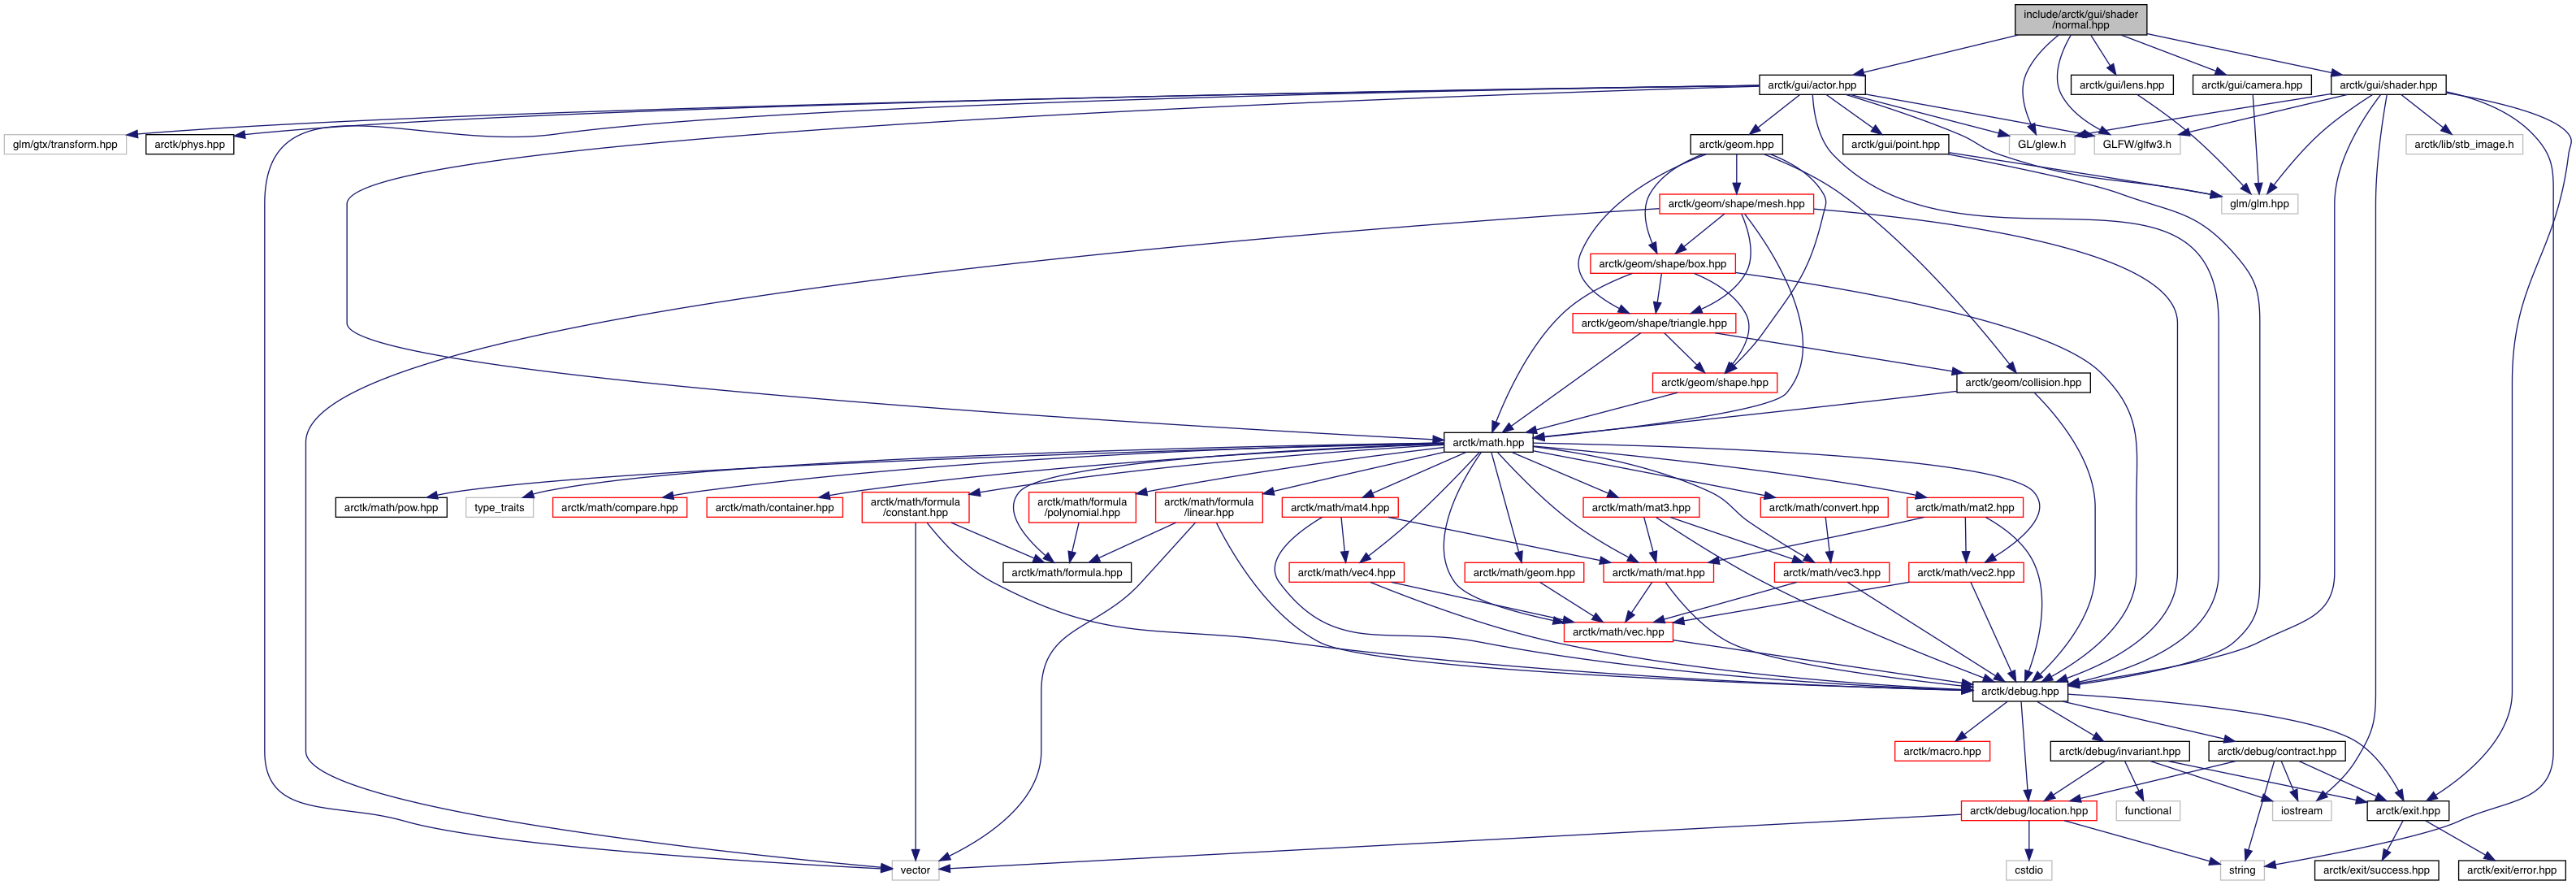 include/arctk/gui/shader
/normal.hpp
arctk/gui/actor.hpp
arctk/gui/lens.hpp
arctk/gui/camera.hpp
arctk/gui/shader.hpp
glm/gtx/transform.hpp
arctk/phys.hpp
arctk/geom.hpp
arctk/gui/point.hpp
GL/glew.h
GLFW/glfw3.h
arctk/lib/stb_image.h
arctk/geom/shape/mesh.hpp
glm/glm.hpp
arctk/geom/shape/box.hpp
arctk/geom/shape/triangle.hpp
arctk/geom/shape.hpp
arctk/geom/collision.hpp
arctk/math.hpp
arctk/math/pow.hpp
type_traits
arctk/math/compare.hpp
arctk/math/container.hpp
arctk/math/formula
/constant.hpp
arctk/math/formula
/polynomial.hpp
arctk/math/formula
/linear.hpp
arctk/math/mat4.hpp
arctk/math/mat3.hpp
arctk/math/convert.hpp
arctk/math/mat2.hpp
arctk/math/formula.hpp
arctk/math/vec4.hpp
arctk/math/geom.hpp
arctk/math/mat.hpp
arctk/math/vec3.hpp
arctk/math/vec2.hpp
arctk/math/vec.hpp
arctk/debug.hpp
arctk/macro.hpp
arctk/debug/invariant.hpp
arctk/debug/contract.hpp
arctk/debug/location.hpp
functional
iostream
arctk/exit.hpp
vector
cstdio
string
arctk/exit/success.hpp
arctk/exit/error.hpp